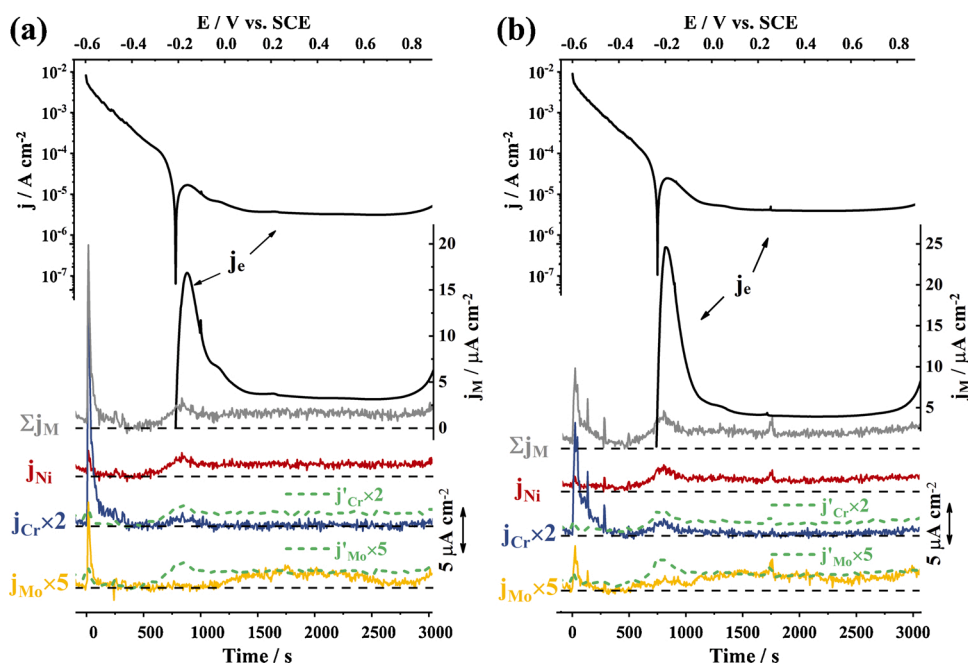 (a)
E / V vs. SCE
-0.6 -0.4 -0.2 0.0 0.2 0.4 0.6 0.8
j / A cm⁻²
10⁻²
10⁻³
10⁻⁴
10⁻⁵
10⁻⁶
10⁻⁷
jₑ
j_M / µA cm⁻²
20
15
10
5
0
Σj_M
j_Ni
j_Cr×2
j'_Cr×2
j_Mo×5
j'_Mo×5
5 µA cm⁻²
0 500 1000 1500 2000 2500 3000
Time / s
(b)
E / V vs. SCE
-0.6 -0.4 -0.2 0.0 0.2 0.4 0.6 0.8
j / A cm⁻²
10⁻²
10⁻³
10⁻⁴
10⁻⁵
10⁻⁶
10⁻⁷
jₑ
j_M / µA cm⁻²
25
20
15
10
5
Σj_M
j_Ni
j_Cr×2
j'_Cr×2
j_Mo×5
j'_Mo×5
5 µA cm⁻²
0 500 1000 1500 2000 2500 3000
Time / s